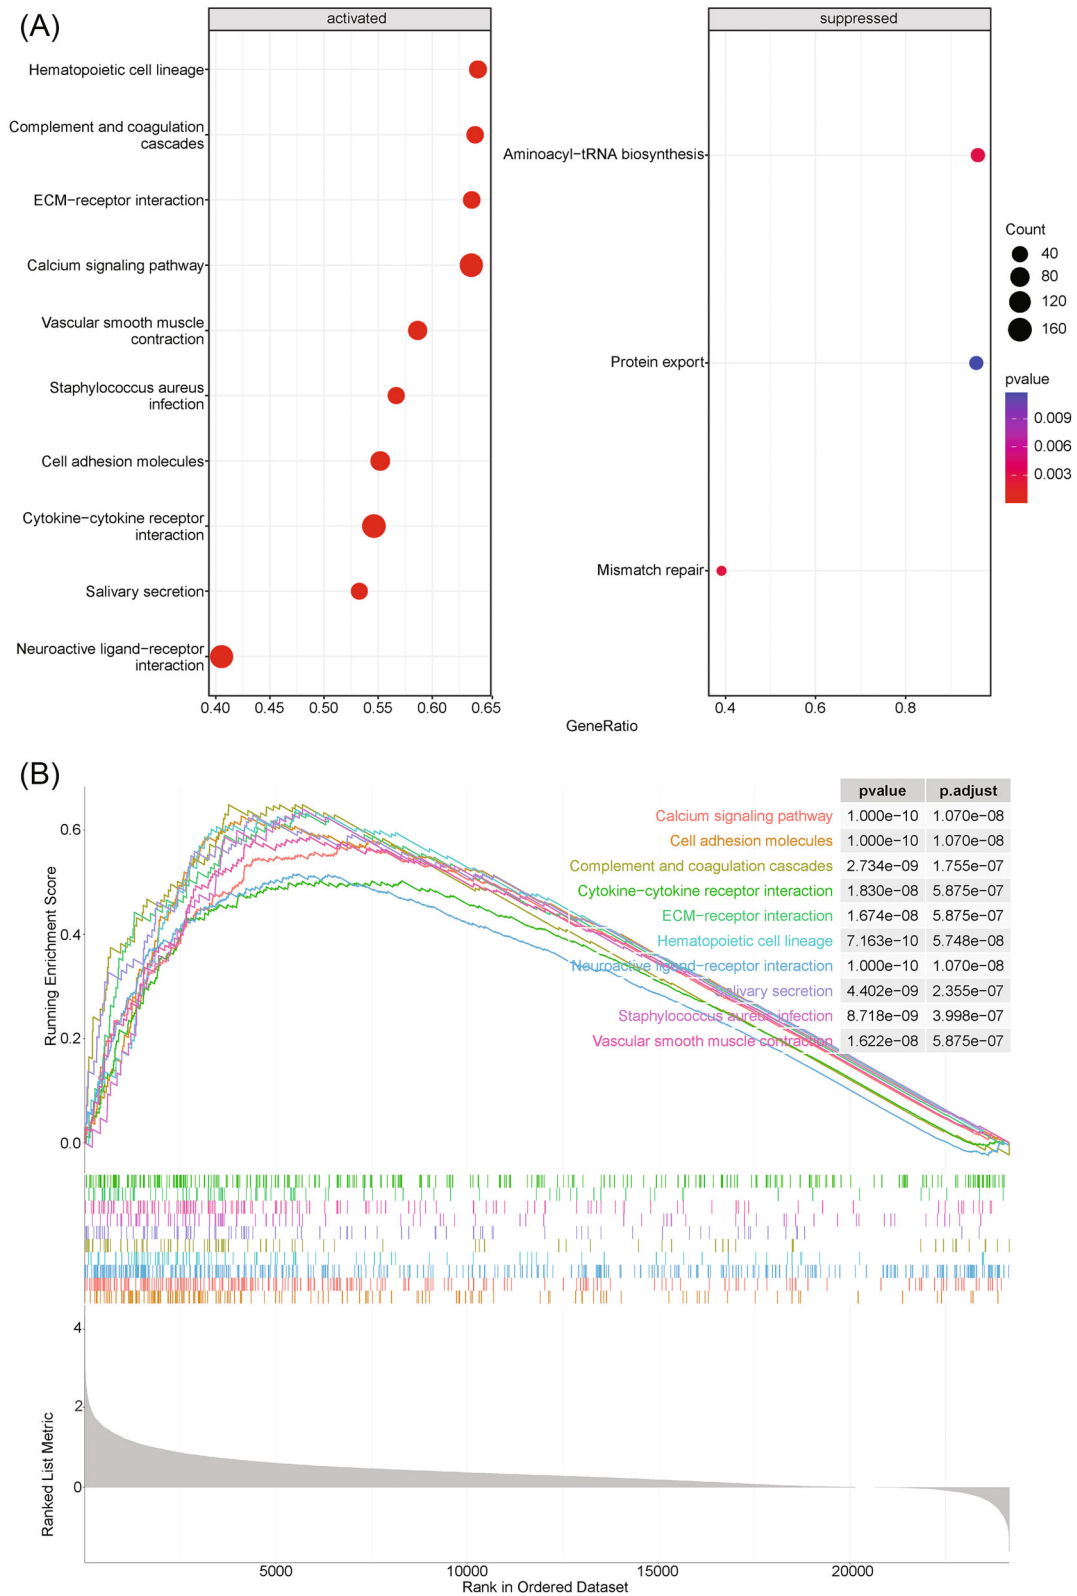 (A)
activated
suppressed
Hematopoietic cell lineage
Complement and coagulation
cascades
ECM−receptor interaction
Calcium signaling pathway
Vascular smooth muscle
contraction
Staphylococcus aureus
infection
Cell adhesion molecules
Cytokine−cytokine receptor
interaction
Salivary secretion
Neuroactive ligand−receptor
interaction
0.40 0.45 0.50 0.55 0.60 0.65
Aminoacyl−tRNA biosynthesis
Protein export
Mismatch repair
0.4 0.6 0.8
GeneRatio
Count
40
80
120
160
pvalue
0.009
0.006
0.003
(B)
Running Enrichment Score
0.6
0.4
0.2
0.0
pvalue p.adjust
Calcium signaling pathway 1.000e−10 1.070e−08
Cell adhesion molecules 1.000e−10 1.070e−08
Complement and coagulation cascades 2.734e−09 1.755e−07
Cytokine−cytokine receptor interaction 1.830e−08 5.875e−07
ECM−receptor interaction 1.674e−08 5.875e−07
Hematopoietic cell lineage 7.163e−10 5.748e−08
Neuroactive ligand−receptor interaction 1.000e−10 1.070e−08
Salivary secretion 4.402e−09 2.355e−07
Staphylococcus aureus infection 8.718e−09 3.998e−07
Vascular smooth muscle contraction 1.622e−08 5.875e−07
Ranked List Metric
4
2
0
5000 10000 15000 20000
Rank in Ordered Dataset